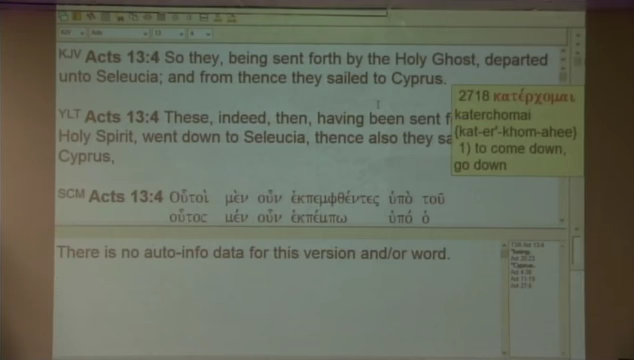 KJV Acts 13:4 So they, being sent forth by the Holy Ghost, departed
unto Seleucia; and from thence they sailed to Cyprus.
YLT Acts 13:4 These, indeed, then, having been sent f
Holy Spirit, went down to Seleucia, thence also they sa
Cyprus,
2718 κατέρχομαι
katerchomai
{kat-er'-khom-ahee}
1) to come down,
go down
SCM Acts 13:4 Οὗτοὶ μὲν οὖν ἐκπεμφθέντες ὑπὸ τοῦ
οὗτος μέν οὖν ἐκπέμπω ὑπό ὁ
There is no auto-info data for this version and/or word.